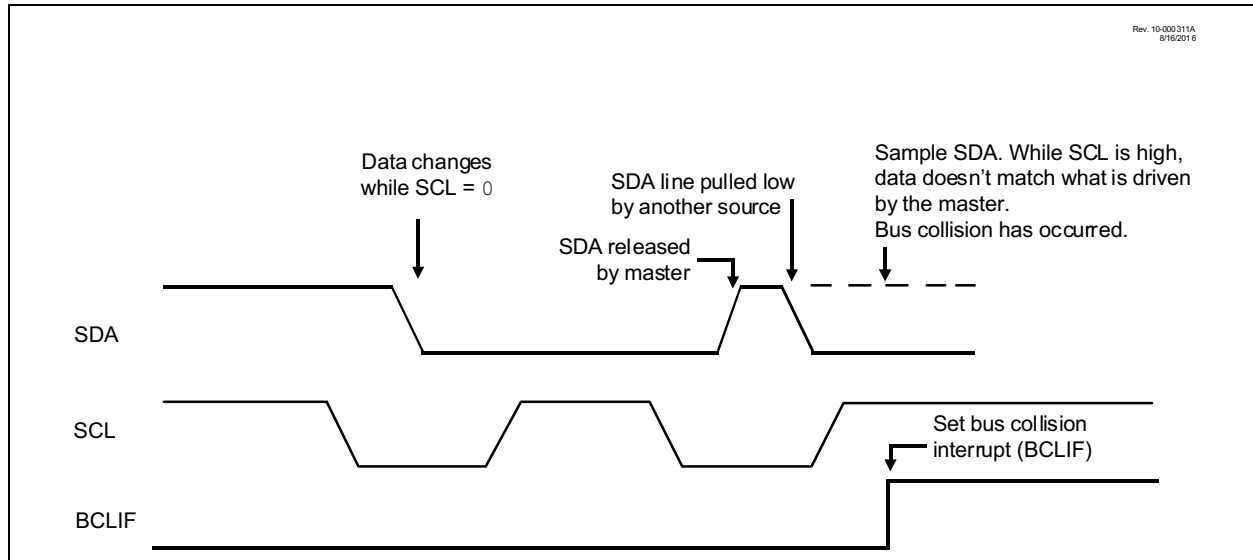 Rev. 10-000311A
8/16/2016
Data changes
while SCL = 0
SDA line pulled low
by another source
SDA released
by master
Sample SDA. While SCL is high,
data doesn't match what is driven
by the master.
Bus collision has occurred.
SDA
SCL
Set bus collision
interrupt (BCLIF)
BCLIF